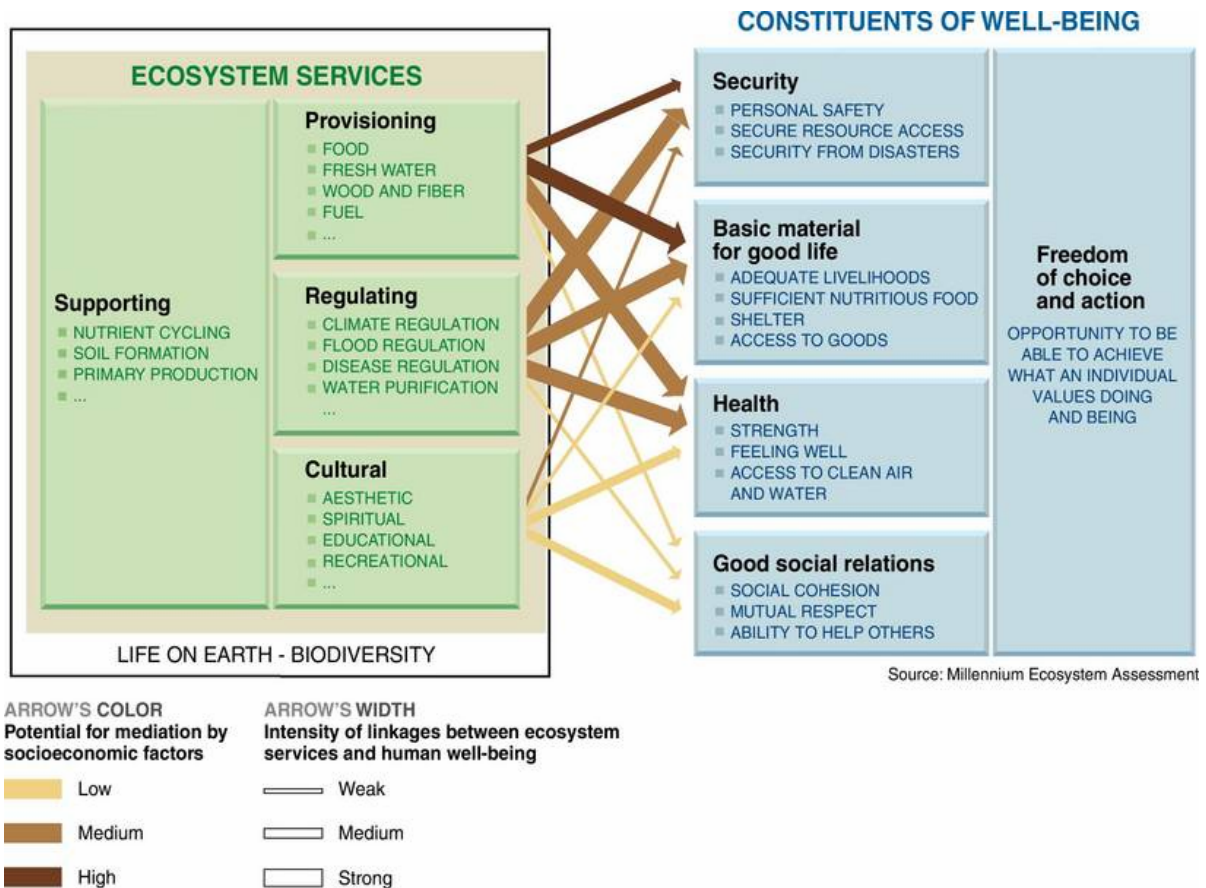 CONSTITUENTS OF WELL-BEING
ECOSYSTEM SERVICES
Supporting
NUTRIENT CYCLING
SOIL FORMATION
PRIMARY PRODUCTION
...
Provisioning
FOOD
FRESH WATER
WOOD AND FIBER
FUEL
...
Regulating
CLIMATE REGULATION
FLOOD REGULATION
DISEASE REGULATION
WATER PURIFICATION
...
Cultural
AESTHETIC
SPIRITUAL
EDUCATIONAL
RECREATIONAL
...
LIFE ON EARTH - BIODIVERSITY
Security
PERSONAL SAFETY
SECURE RESOURCE ACCESS
SECURITY FROM DISASTERS
Basic material
for good life
ADEQUATE LIVELIHOODS
SUFFICIENT NUTRITIOUS FOOD
SHELTER
ACCESS TO GOODS
Health
STRENGTH
FEELING WELL
ACCESS TO CLEAN AIR
AND WATER
Good social relations
SOCIAL COHESION
MUTUAL RESPECT
ABILITY TO HELP OTHERS
Freedom
of choice
and action
OPPORTUNITY TO BE
ABLE TO ACHIEVE
WHAT AN INDIVIDUAL
VALUES DOING
AND BEING
Source: Millennium Ecosystem Assessment
ARROW'S COLOR
Potential for mediation by
socioeconomic factors
Low
Medium
High
ARROW'S WIDTH
Intensity of linkages between ecosystem
services and human well-being
Weak
Medium
Strong